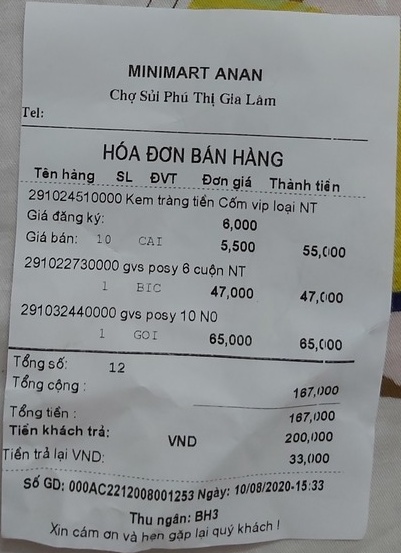 MINIMART ANAN
Chợ Sủi Phú Thị Gia Lâm
Tel:
HÓA ĐƠN BÁN HÀNG
Tên hàng SL ĐVT Đơn giá Thành tiền
291024510000 Kem tràng tiền Cốm vip loại NT
Giá đăng ký: 6,000
Giá bán: 10 CAI 5,500 55,000
291022730000 gvs posy 6 cuộn NT
1 BIC 47,000 47,000
291032440000 gvs posy 10 N0
1 GOI 65,000 65,000
Tổng số: 12
Tổng cộng : 167,000
Tổng tiền : 167,000
Tiền khách trả: VND 200,000
Tiền trả lại VND: 33,000
Số GD: 000AC2212008001253 Ngày: 10/08/2020-15:33
Thu ngân: BH3
Xin cám ơn và hẹn gặp lại quý khách !